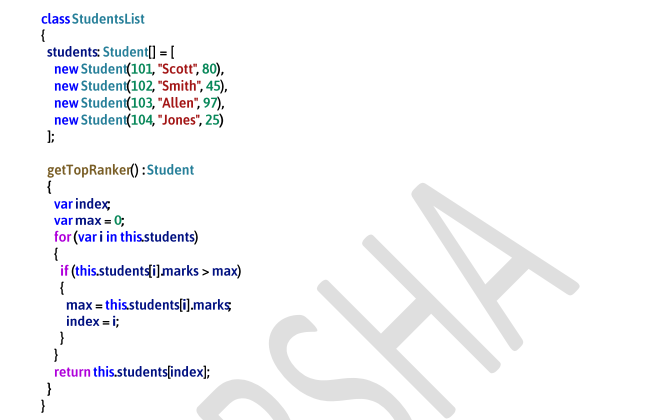 class StudentsList
{
students: Student[] = [
new Student(101, "Scott", 80),
new Student(102, "Smith", 45),
new Student(103, "Allen", 97),
new Student(104, "Jones", 25)
];
getTopRanker() : Student
{
var index;
var max = 0;
for (var i in this.students)
{
if (this.students[i].marks > max)
{
max = this.students[i].marks;
index = i;
}
}
return this.students[index];
}
}